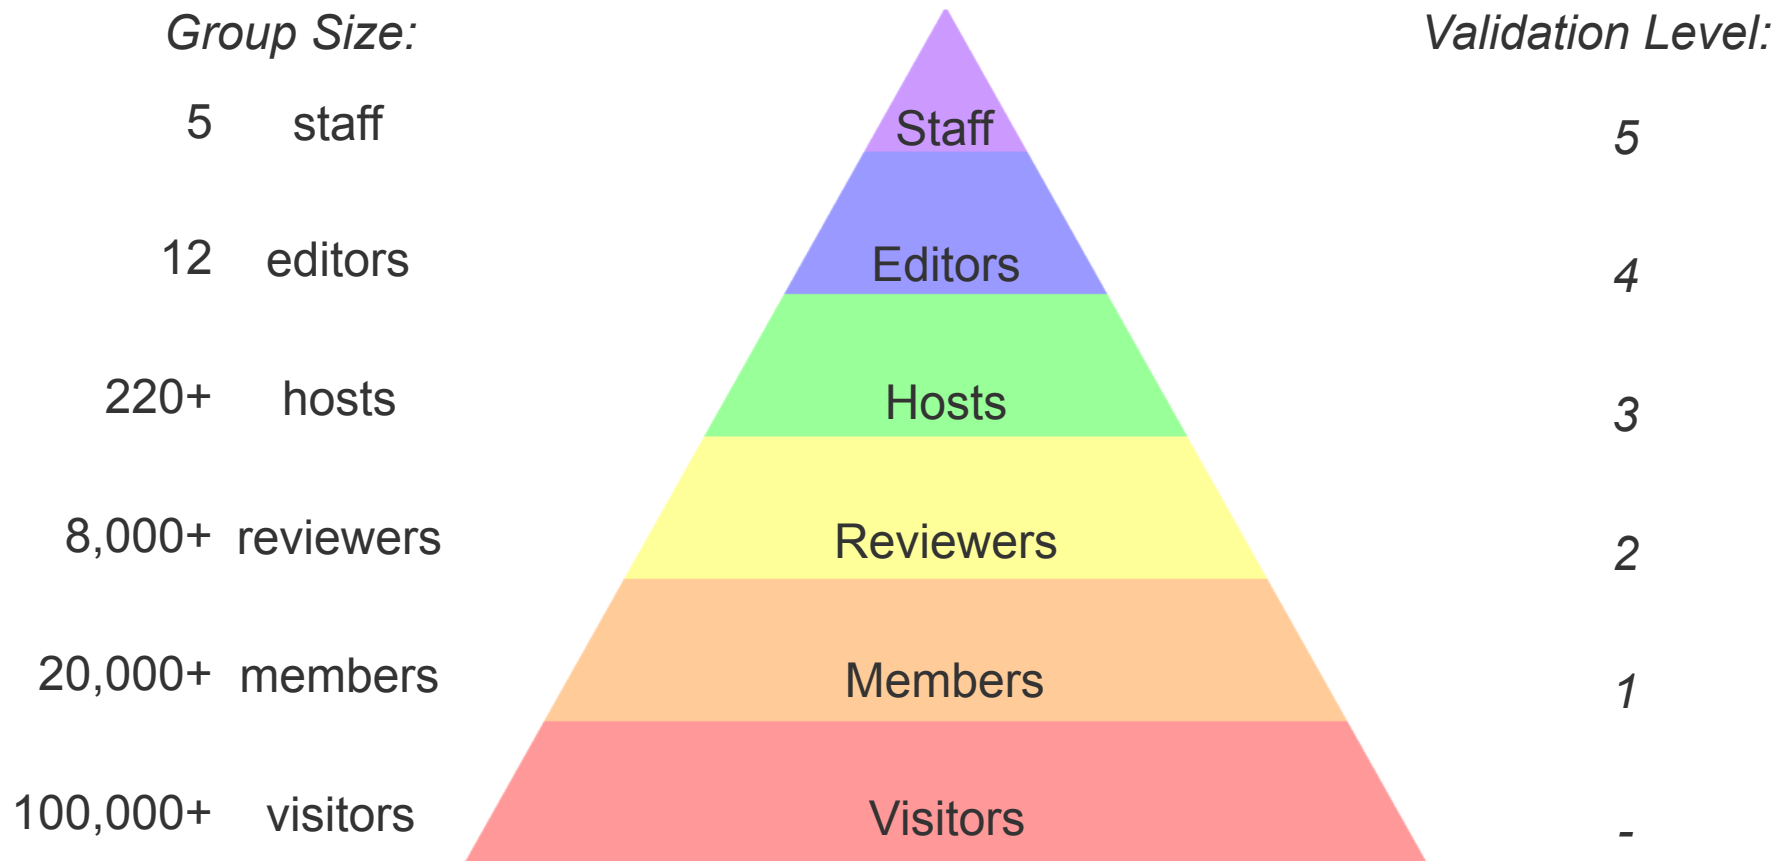 Group Size: Validation Level:
5 staff Staff 5
12 editors Editors 4
220+ hosts Hosts 3
8,000+ reviewers Reviewers 2
20,000+ members Members 1
100,000+ visitors Visitors -